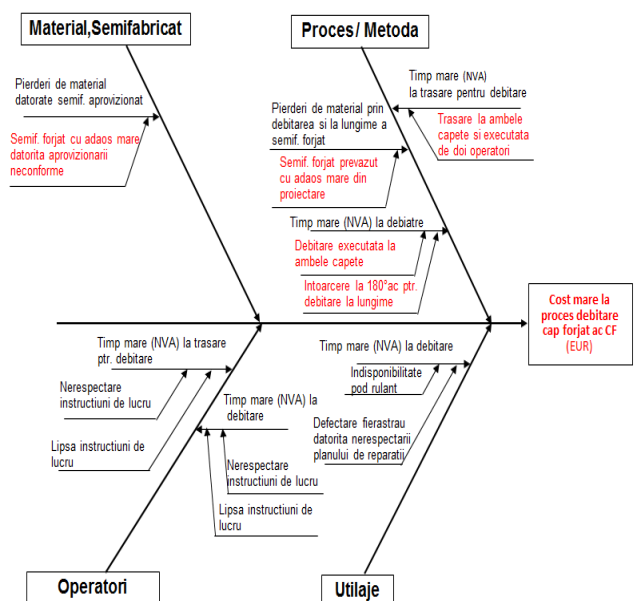 Material,Semifabricat
Proces/ Metoda
Pierderi de material
datorate semif. aprovizionat
Semif. forjat cu adaos mare
datorita aprovizionarii
neconforme
Timp mare (NVA)
la trasare pentru debitare
Trasare la ambele
capete si executata
de doi operatori
Pierderi de material prin
debitarea si la lungime a
semif. forjat
Semif. forjat prevazut
cu adaos mare din
proiectare
Timp mare (NVA) la debiatre
Debitare executata la
ambele capete
Intoarcere la 180°ac ptr.
debitare la lungime
Cost mare la
proces debitare
cap forjat ac CF
(EUR)
Timp mare (NVA) la trasare
ptr. debitare
Nerespectare
instructiuni de lucru
Lipsa instructiuni de
lucru
Timp mare (NVA) la
debitare
Nerespectare
instructiuni de lucru
Lipsa instructiuni de
lucru
Timp mare (NVA) la debitare
Indisponibilitate
pod rulant
Defectare fierastrau
datorita nerespectarii
planului de reparatii
Operatori
Utilaje